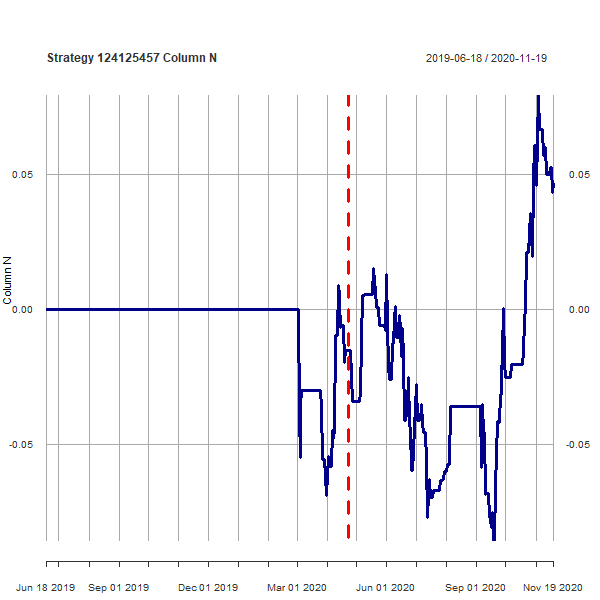 Strategy 124125457 Column N
2019-06-18 / 2020-11-19
0.05
0.05
0.00
0.00
-0.05
-0.05
Column N
Jun 18 2019
Sep 01 2019
Dec 01 2019
Mar 01 2020
Jun 01 2020
Sep 01 2020
Nov 19 2020